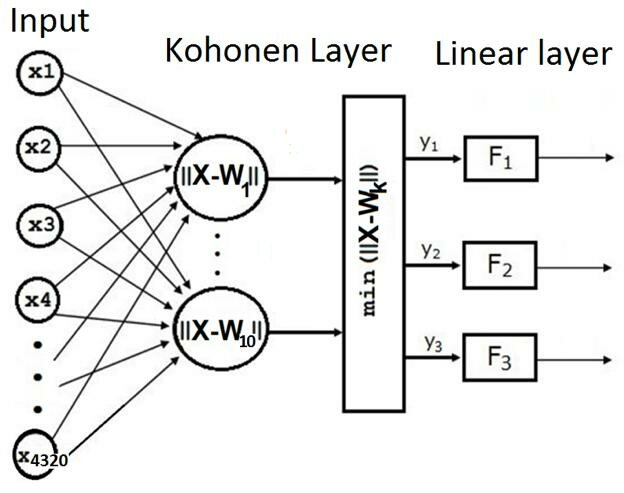 Input
Kohonen Layer
Linear layer
x1
x2
x3
x4
x4320
||X-W1||
||X-W10||
min (||X-Wk||)
y1
F1
y2
F2
y3
F3